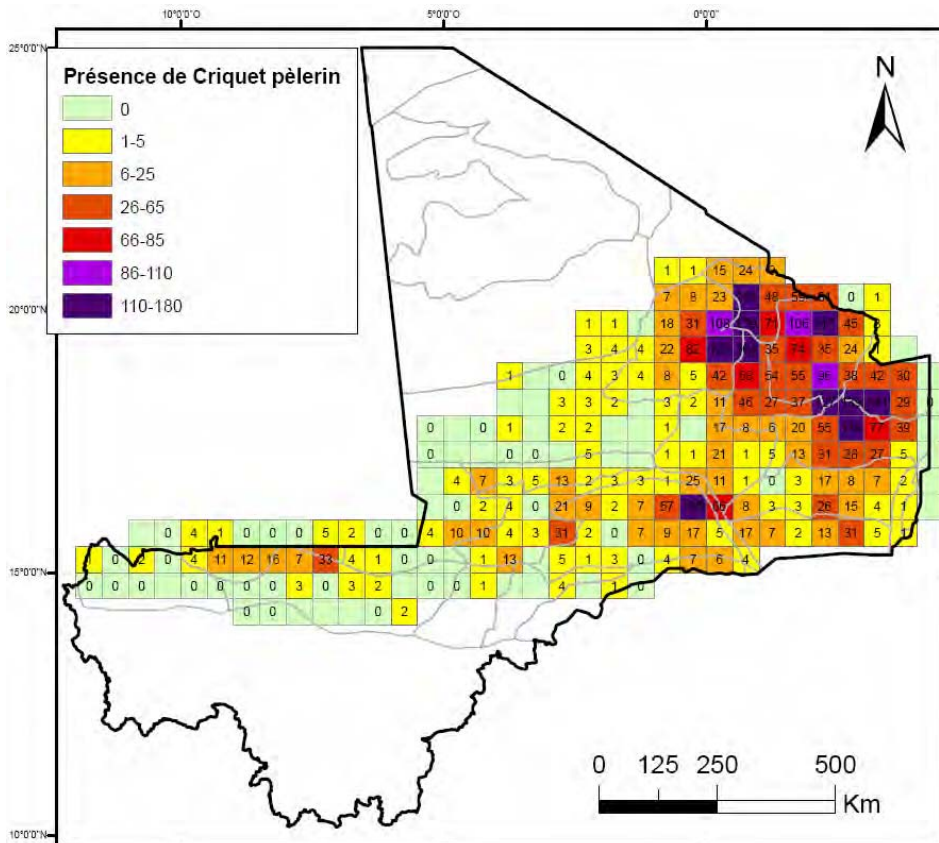 10°0'0"O 5°0'0"O 0°0'0"
25°0'0"N
Présence de Criquet pèlerin
0
1-5
6-25
26-65
66-85
86-110
110-180
N
20°0'0"N
15°0'0"N
10°0'0"N
1 1 15 24
7 8 23 48 0 1
1 1 18 31 108 71 106 45
3 4 4 22 82 35 74 35 24
1 0 4 3 4 8 5 42 54 55 38 42 30
3 3 2 3 2 11 46 27 37 29 0
0 0 1 2 2 1 17 8 6 20 55 77 39
0 0 0 5 1 1 21 1 5 13 31 28 27 5
4 7 3 5 13 2 3 3 1 25 11 1 0 3 17 8 7 2
0 2 4 0 21 9 2 7 57 8 3 3 26 15 4 1
0 4 1 0 0 0 5 2 0 0 4 10 10 4 3 31 2 0 7 9 17 5 17 7 2 13 31 5 1
0 2 0 4 11 12 16 7 33 4 1 0 0 1 13 5 1 3 0 4 7 6 4
0 0 0 0 0 0 0 3 0 3 2 0 0 1 4 1 0
0 0 0 2
0 125 250 500
Km